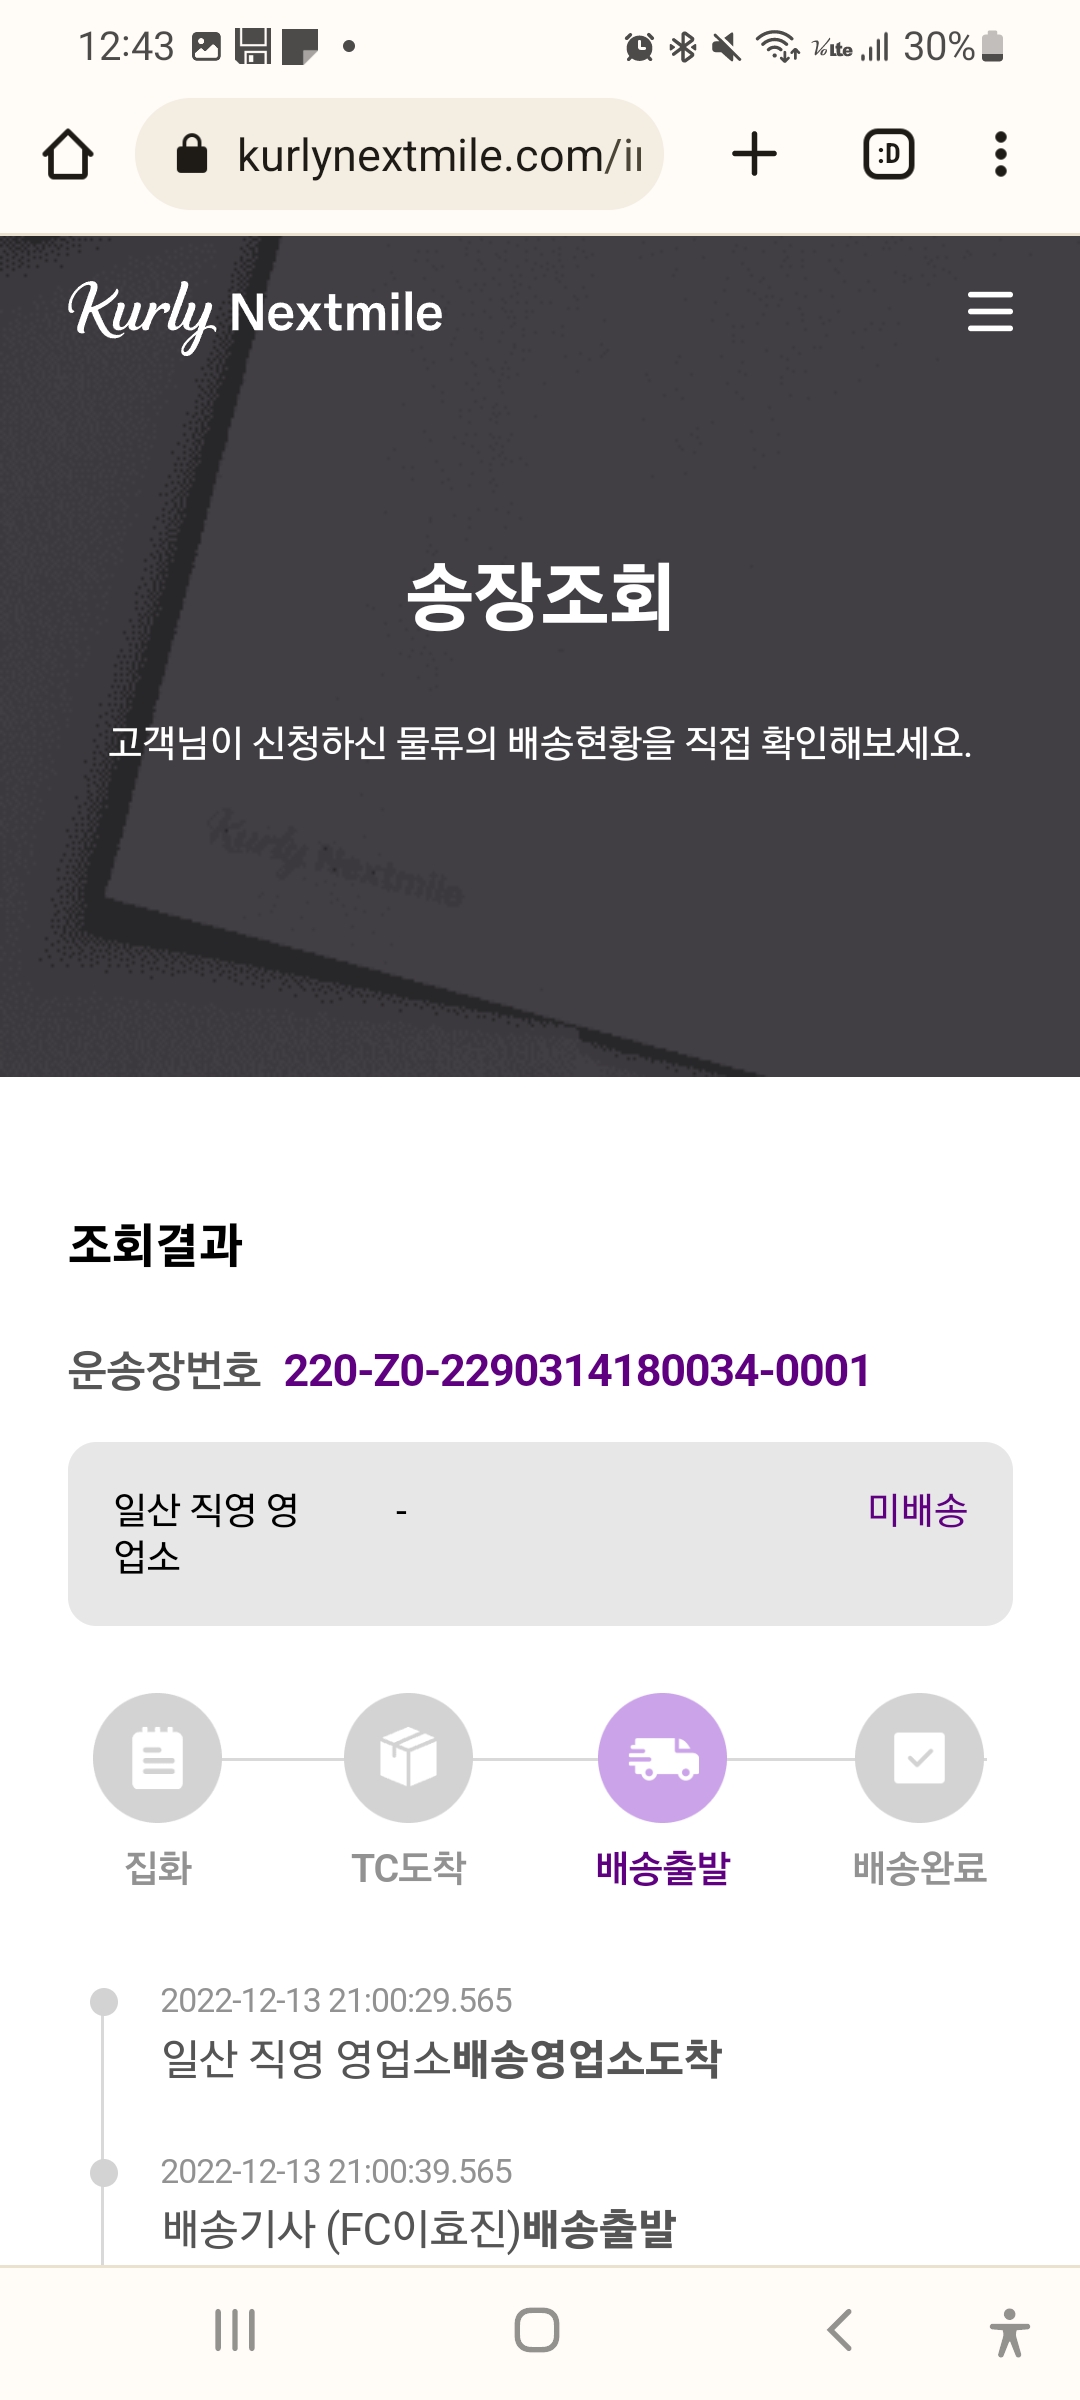 12:43
Vo lte 30%
kurlynextmile.com/i
:D
Kurly Nextmile
송장조회
고객님이 신청하신 물류의 배송현황을 직접 확인해보세요.
Kurly Nextmile
조회결과
운송장번호 220-Z0-2290314180034-0001
일산 직영 영 - 미배송
업소
집화 TC도착 배송출발 배송완료
2022-12-13 21:00:29.565
일산 직영 영업소배송영업소도착
2022-12-13 21:00:39.565
배송기사 (FC이효진)배송출발